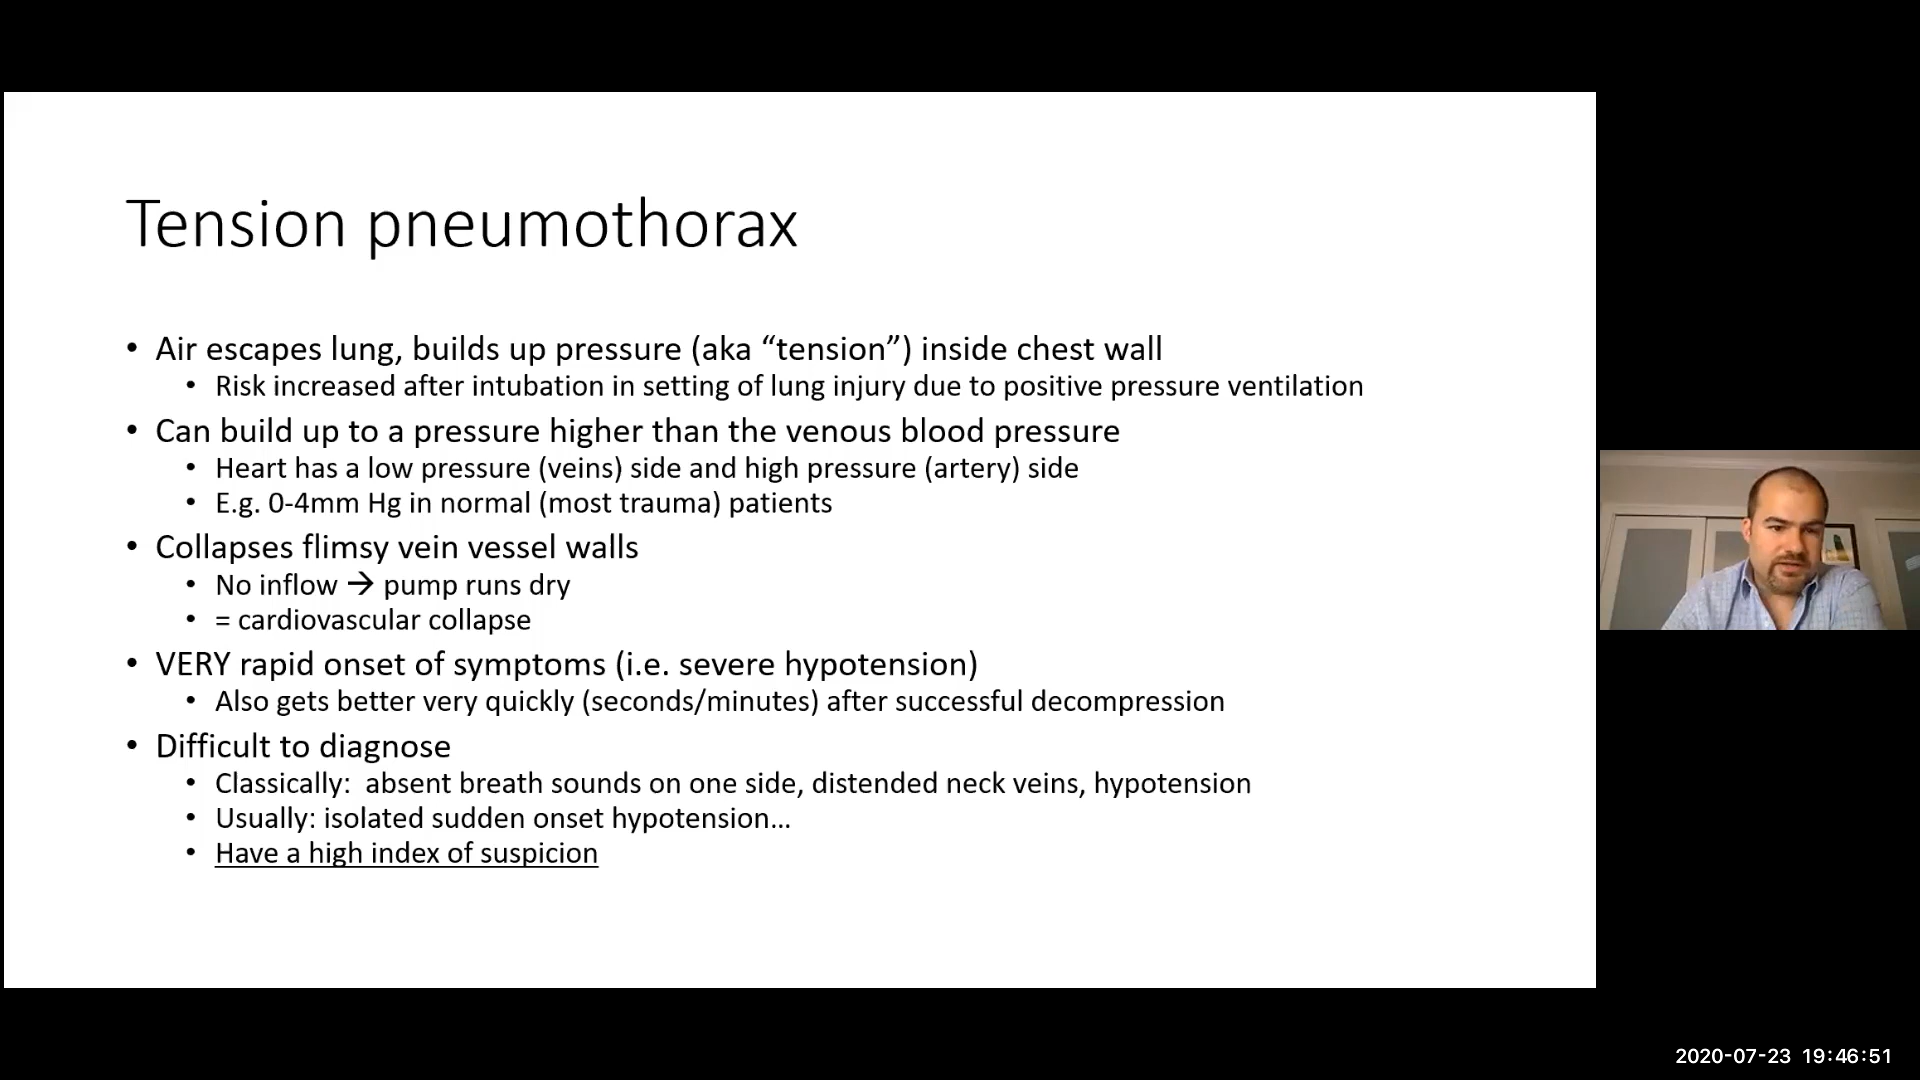 Tension pneumothorax
• Air escapes lung, builds up pressure (aka “tension”) inside chest wall
• Risk increased after intubation in setting of lung injury due to positive pressure ventilation
• Can build up to a pressure higher than the venous blood pressure
• Heart has a low pressure (veins) side and high pressure (artery) side
• E.g. 0-4mm Hg in normal (most trauma) patients
• Collapses flimsy vein vessel walls
• No inflow → pump runs dry
• = cardiovascular collapse
• VERY rapid onset of symptoms (i.e. severe hypotension)
• Also gets better very quickly (seconds/minutes) after successful decompression
• Difficult to diagnose
• Classically:  absent breath sounds on one side, distended neck veins, hypotension
• Usually: isolated sudden onset hypotension…
• Have a high index of suspicion
2020-07-23 19:46:51